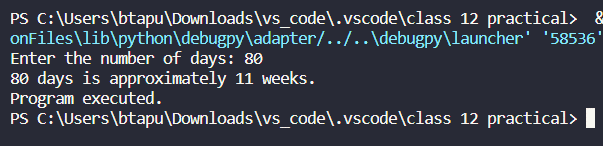 PS C:\Users\btapu\Downloads\vs_code\.vscode\class 12 practical>  &
onFiles\lib\python\debugpy\adapter/../..\debugpy\launcher' '58536'
Enter the number of days: 80
80 days is approximately 11 weeks.
Program executed.
PS C:\Users\btapu\Downloads\vs_code\.vscode\class 12 practical>